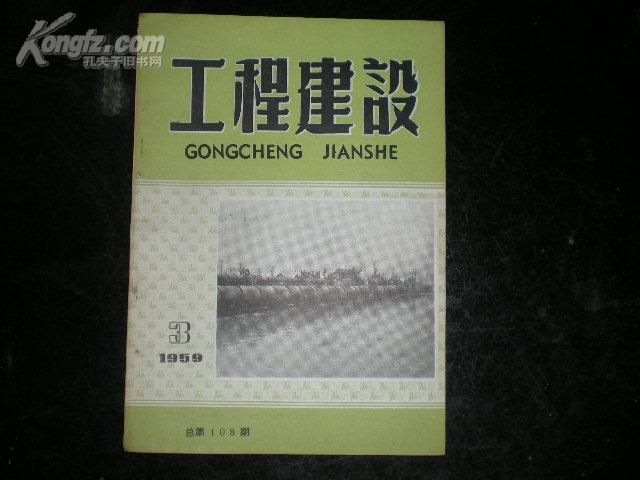 Kongfz.com
孔夫子旧书网
工程建設
GONGCHENG JIANSHE
3
1959
总第108期